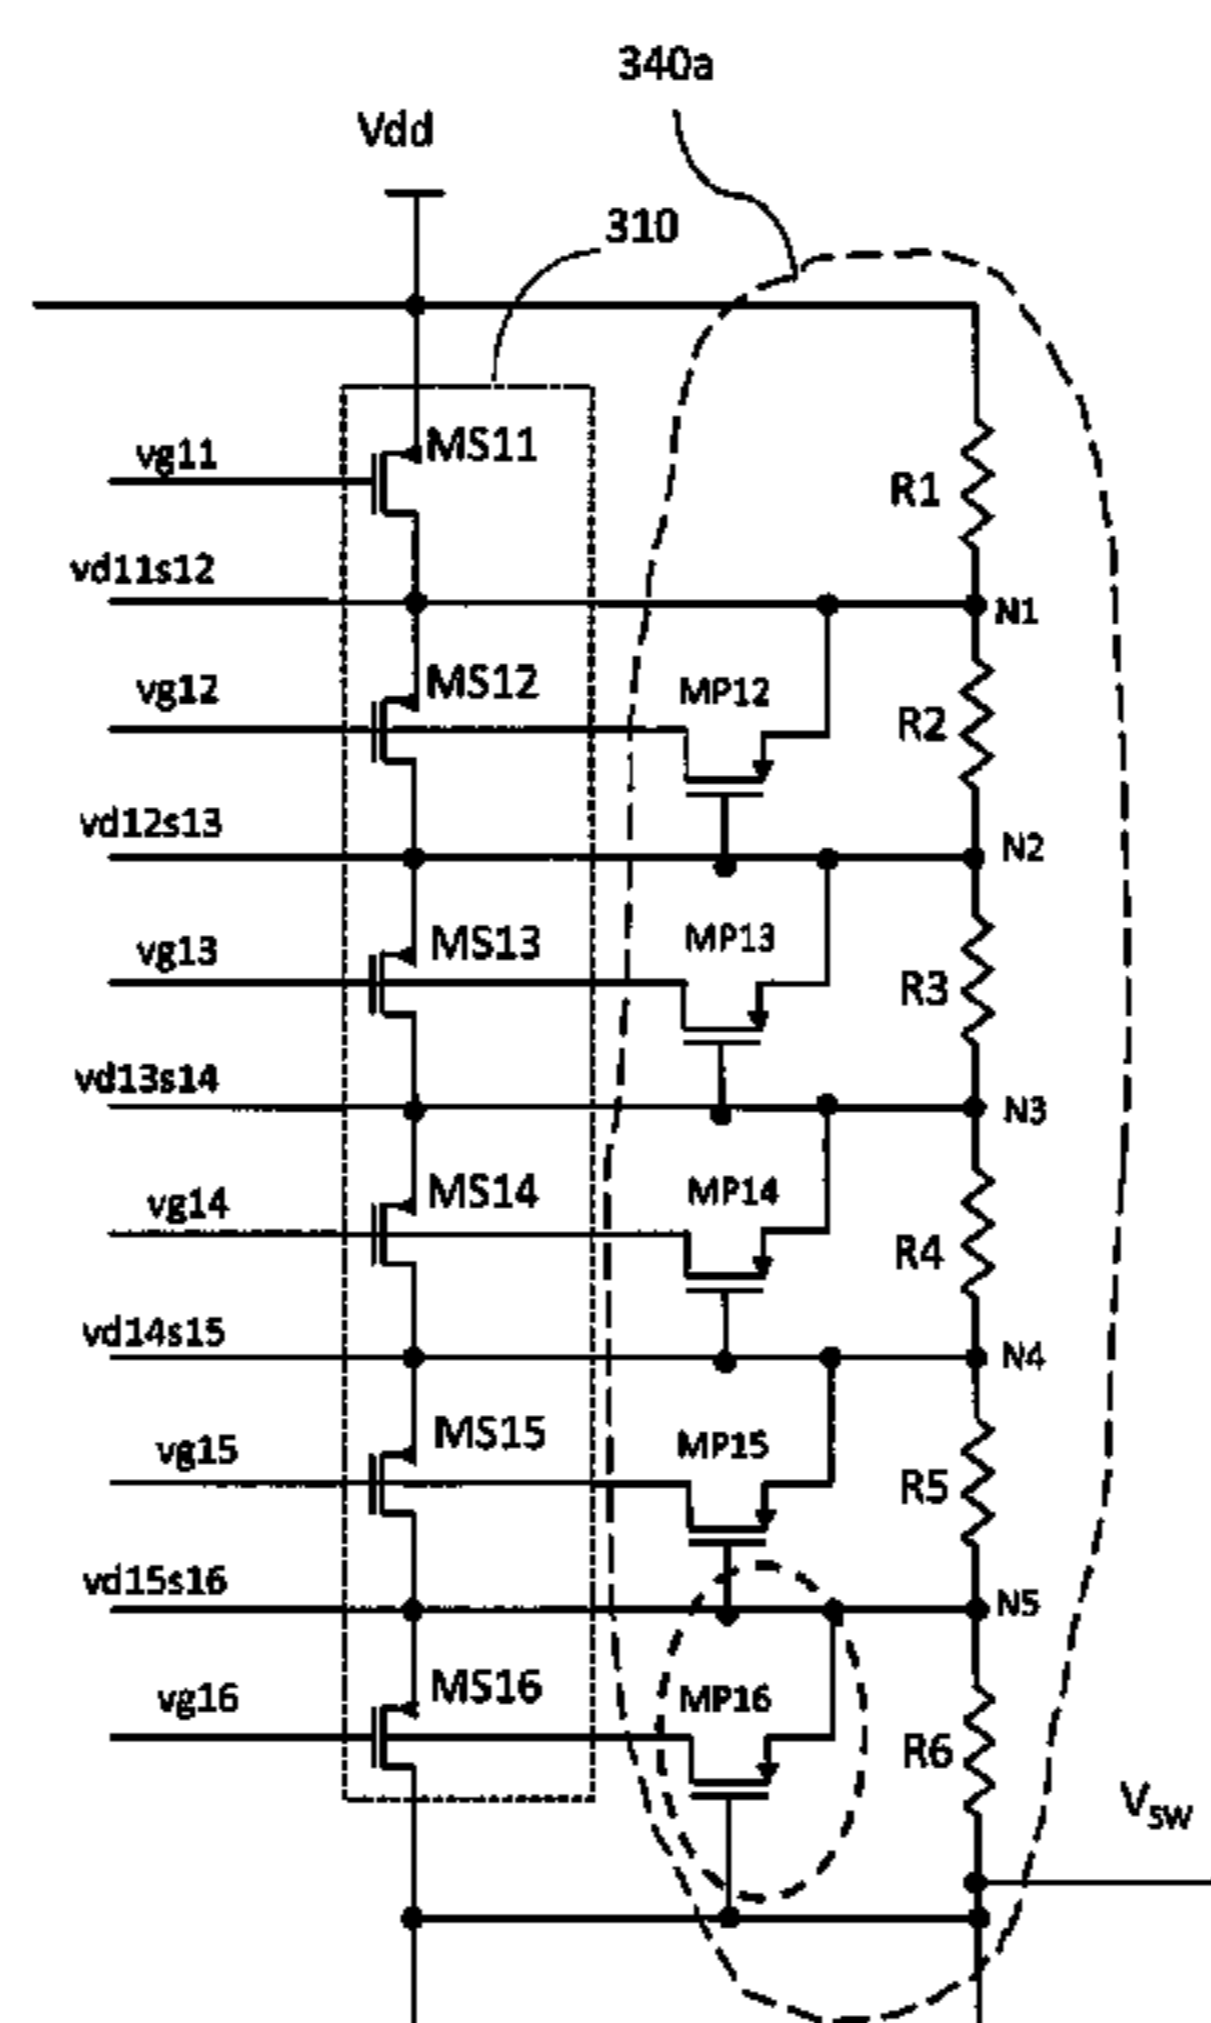 340a
Vdd
310
MS11
vg11
R1
vd11s12
N1
MS12
vg12
MP12
R2
vd12s13
N2
MS13
vg13
MP13
R3
vd13s14
N3
MS14
vg14
MP14
R4
vd14s15
N4
MS15
vg15
MP15
R5
vd15s16
N5
MS16
vg16
MP16
R6
VSW